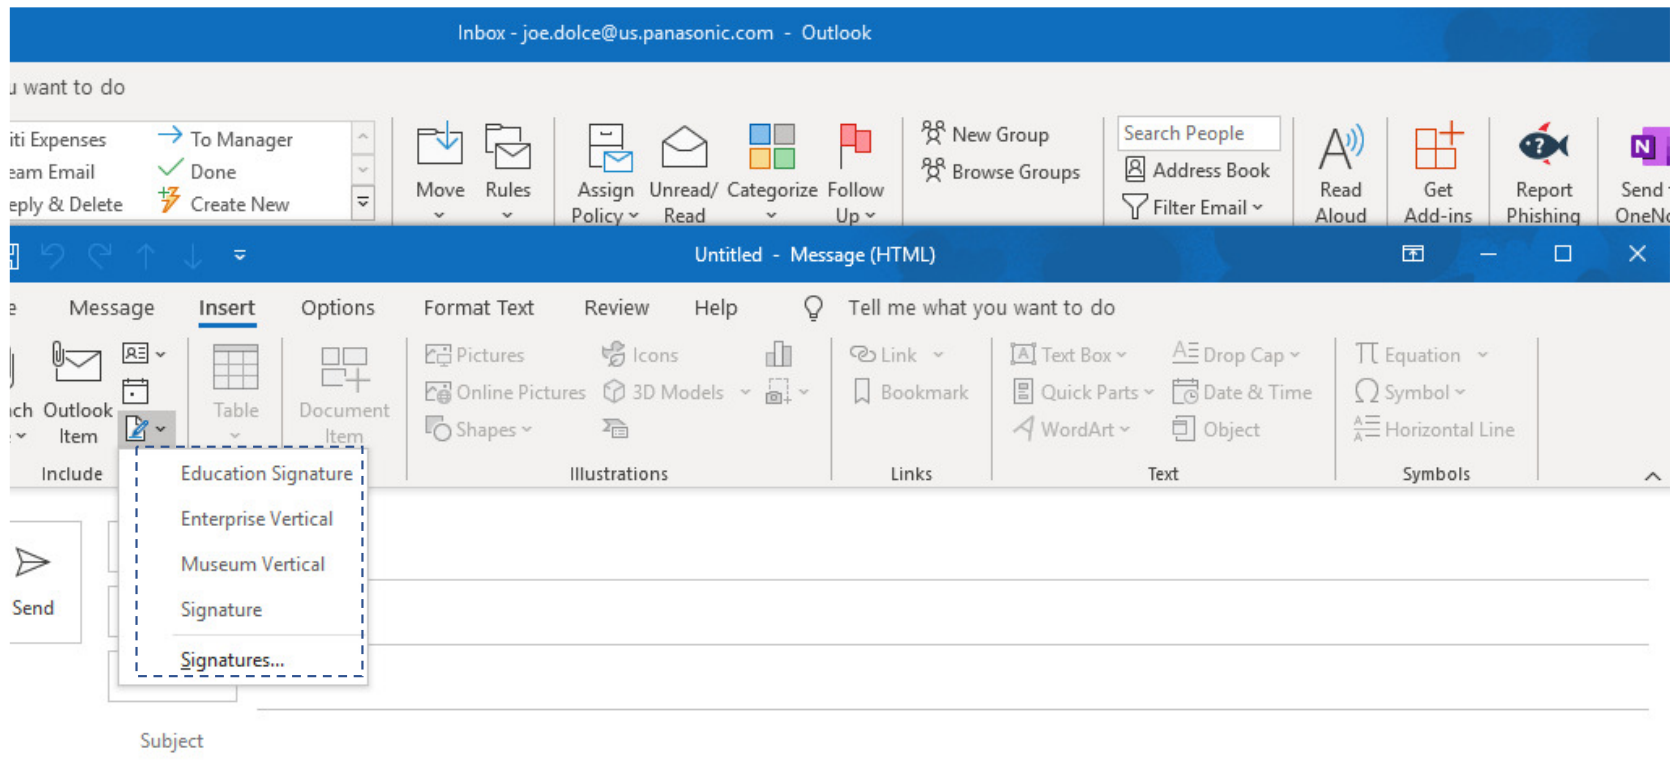 Inbox - joe.dolce@us.panasonic.com - Outlook
u want to do
iti Expenses
To Manager
eam Email
Done
eply & Delete
Create New
Move
Rules
Assign
Policy
Unread/
Read
Categorize
Follow
Up
New Group
Browse Groups
Search People
Address Book
Filter Email
Read
Aloud
Get
Add-ins
Report
Phishing
Send
OneNo
Untitled - Message (HTML)
e
Message
Insert
Options
Format Text
Review
Help
Tell me what you want to do
ch
Outlook
Item
Table
Document
Item
Pictures
Online Pictures
Shapes
Icons
3D Models
Link
Bookmark
Text Box
Quick Parts
WordArt
Drop Cap
Date & Time
Object
Equation
Symbol
Horizontal Line
Include
Illustrations
Links
Text
Symbols
Education Signature
Enterprise Vertical
Museum Vertical
Signature
Signatures...
Send
Subject